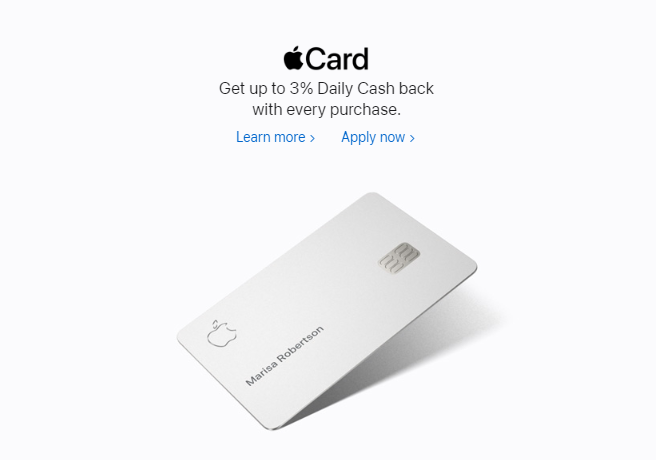 Card
Get up to 3% Daily Cash back
with every purchase.
Learn more >
Apply now >
Marisa Robertson